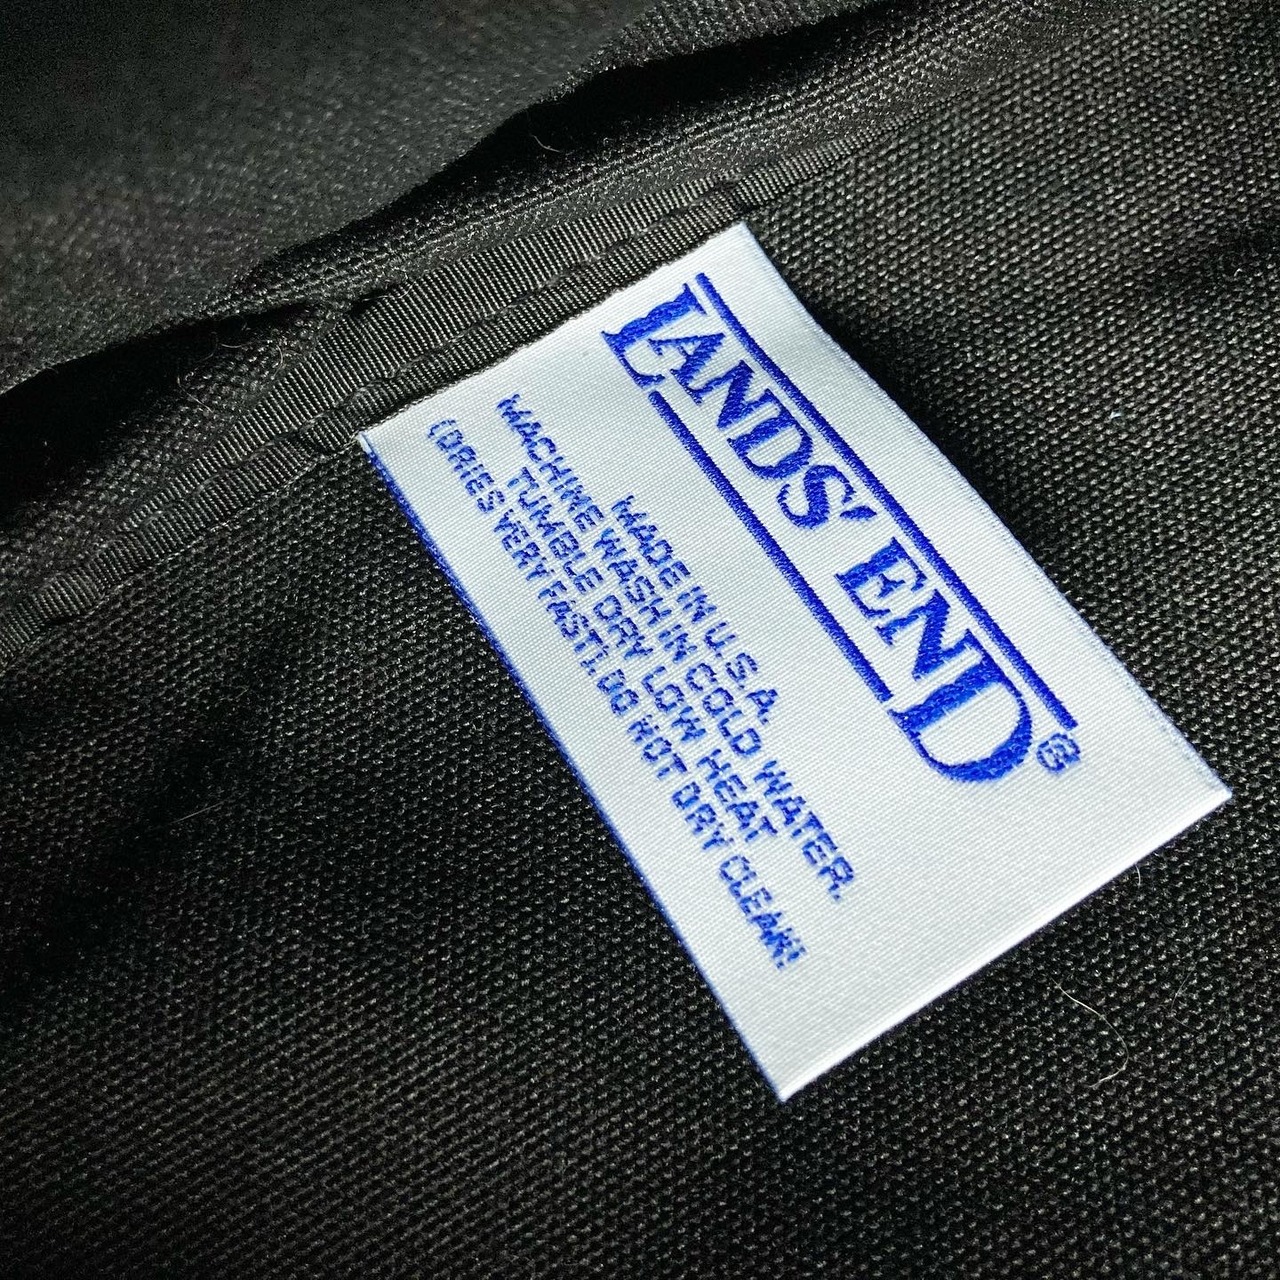 LANDS' END®
MADE IN U.S.A.
MACHINE WASH IN COLD WATER.
TUMBLE DRY LOW HEAT
(DRIES VERY FAST). DO NOT DRY CLEAN!